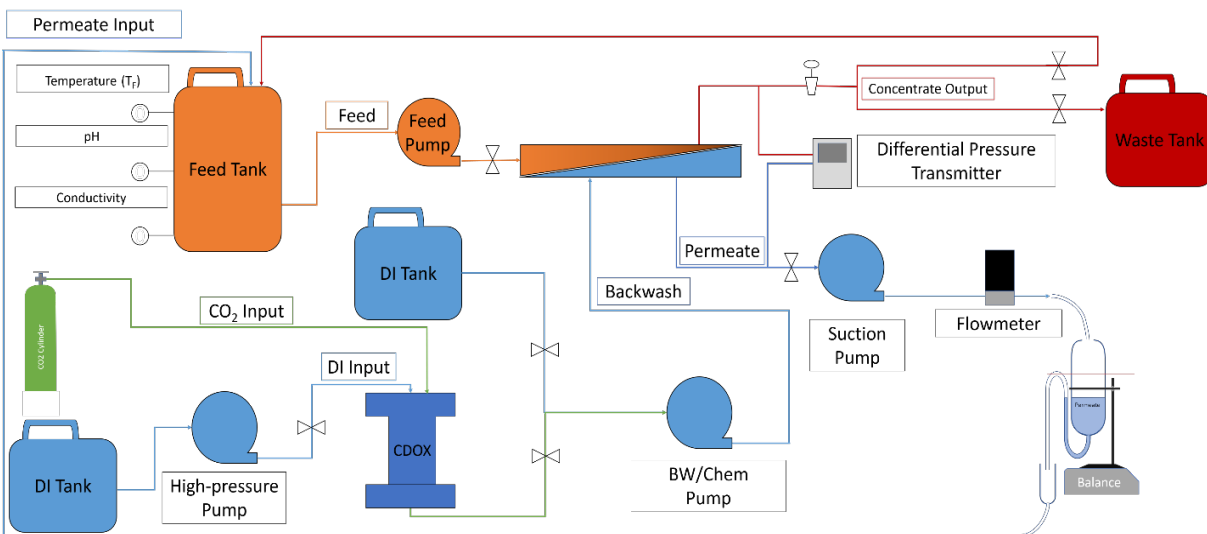 Permeate Input
Temperature (Tr)
pH
Conductivity
Feed Tank
Feed
Feed
Pump
Concentrate Output
Waste Tank
Differential Pressure
Transmitter
DI Tank
Permeate
Backwash
CO2 Input
CO2 Cylinder
DI Input
Suction
Pump
Flowmeter
Permeate
Balance
CDOX
DI Tank
High-pressure
Pump
BW/Chem
Pump